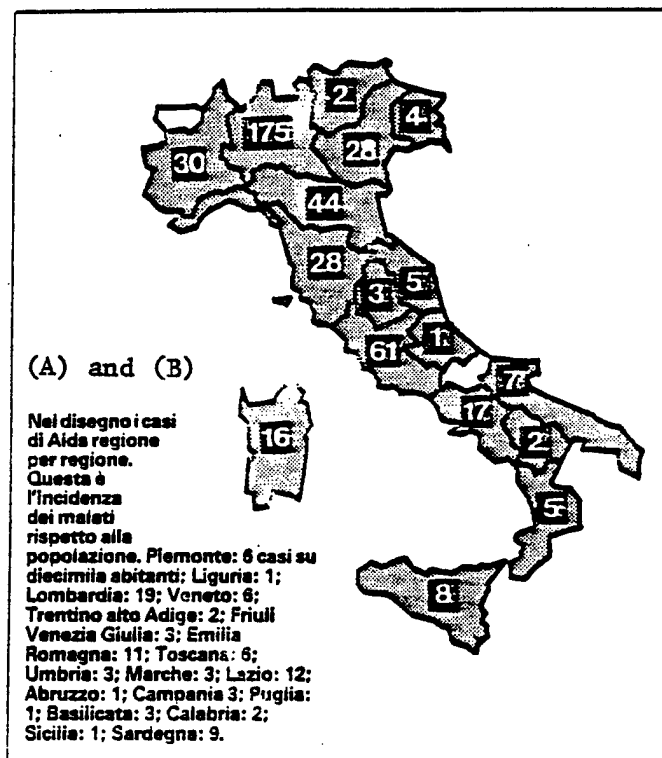 2
4
175
28
30
44
28
5
3
1
61
7
17
2
16
5
8
(A) and (B)
Nel disegno i casi
di Aids regione
per regione.
Questa è
l'incidenza
dei malati
rispetto alla
popolazione. Piemonte: 6 casi su
diecimila abitanti; Liguria: 1;
Lombardia: 19; Veneto: 6;
Trentino alto Adige: 2; Friuli
Venezia Giulia: 3; Emilia
Romagna: 11; Toscana: 6;
Umbria: 3; Marche: 3; Lazio: 12;
Abruzzo: 1; Campania 3; Puglia:
1; Basilicata: 3; Calabria: 2;
Sicilia: 1; Sardegna: 9.